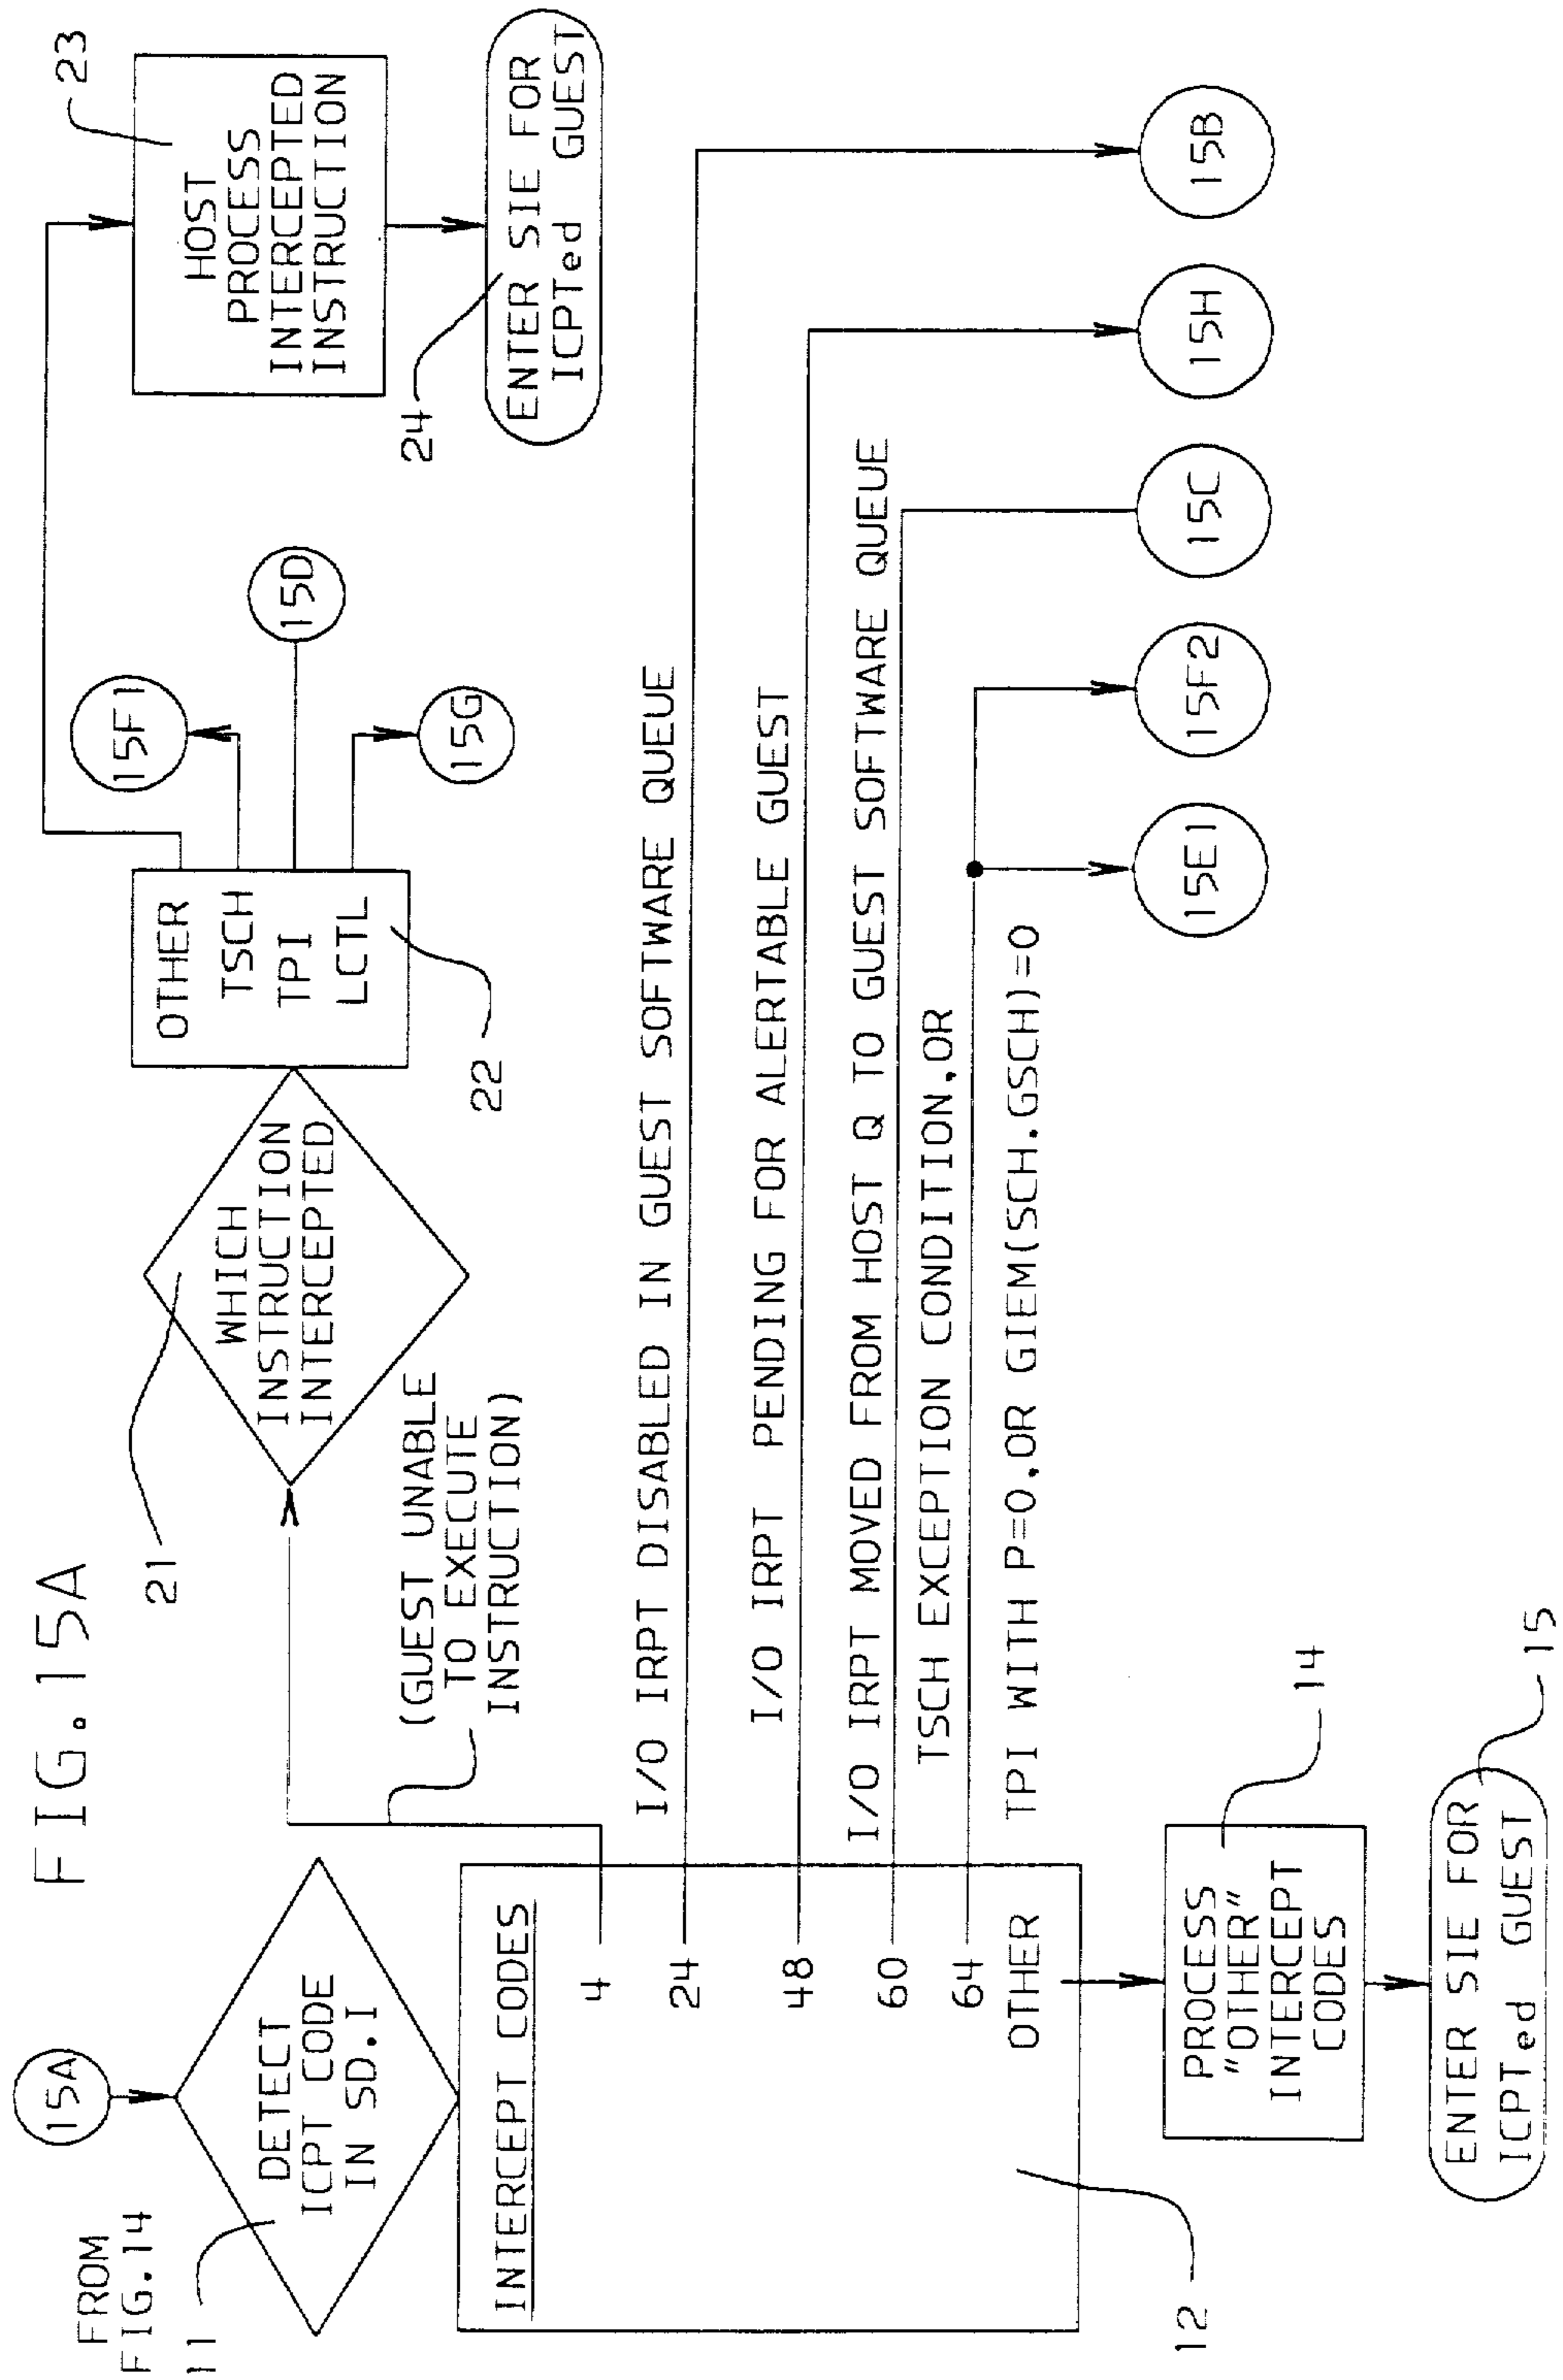 FIG.15A
FROM
FIG.14
15A
11
DETECT
ICPT CODE
IN SD.I
INTERCEPT CODES
4
24
48
60
64
OTHER
12
(GUEST UNABLE
TO EXECUTE
INSTRUCTION)
21
WHICH
INSTRUCTION
INTERCEPTED
OTHER
TSCH
TPI
LCTL
22
15F1
15D
15G
23
HOST
PROCESS
INTERCEPTED
INSTRUCTION
24
ENTER SIE FOR
ICPTed GUEST
I/O IRPT DISABLED IN GUEST SOFTWARE QUEUE
I/O IRPT PENDING FOR ALERTABLE GUEST
I/O IRPT MOVED FROM HOST Q TO GUEST SOFTWARE QUEUE
TSCH EXCEPTION CONDITION,OR
TPI WITH P=0,OR GIEM(SCH.GSCH)=0
15E1
15F2
15C
15H
15B
PROCESS
"OTHER"
INTERCEPT
CODES
14
ENTER SIE FOR
ICPTed GUEST
15